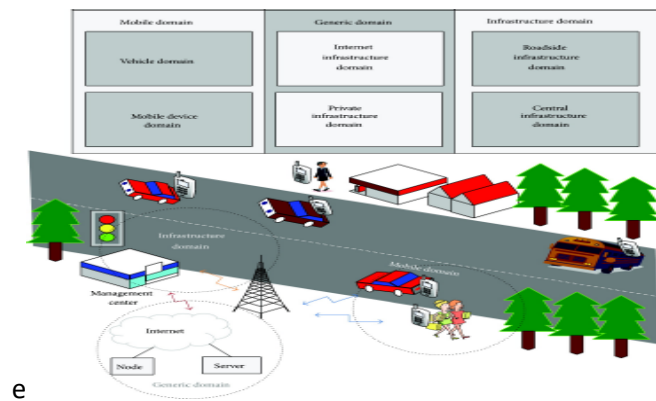 Mobile domain
Generic domain
Infrastructure domain
Vehicle domain
Internet
infrastructure
domain
Roadside
infrastructure
domain
Mobile device
domain
Private
infrastructure
domain
Central
infrastructure
domain
Infrastructure
domain
Mobile domain
Management
center
Internet
Node
Server
Generic domain
e